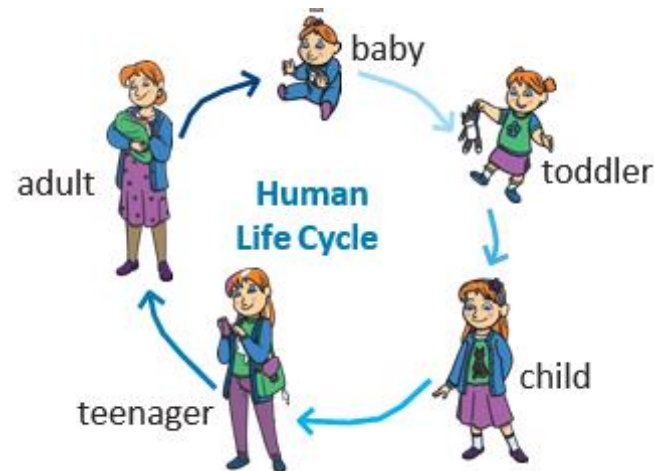 baby
toddler
adult
Human
Life Cycle
child
teenager